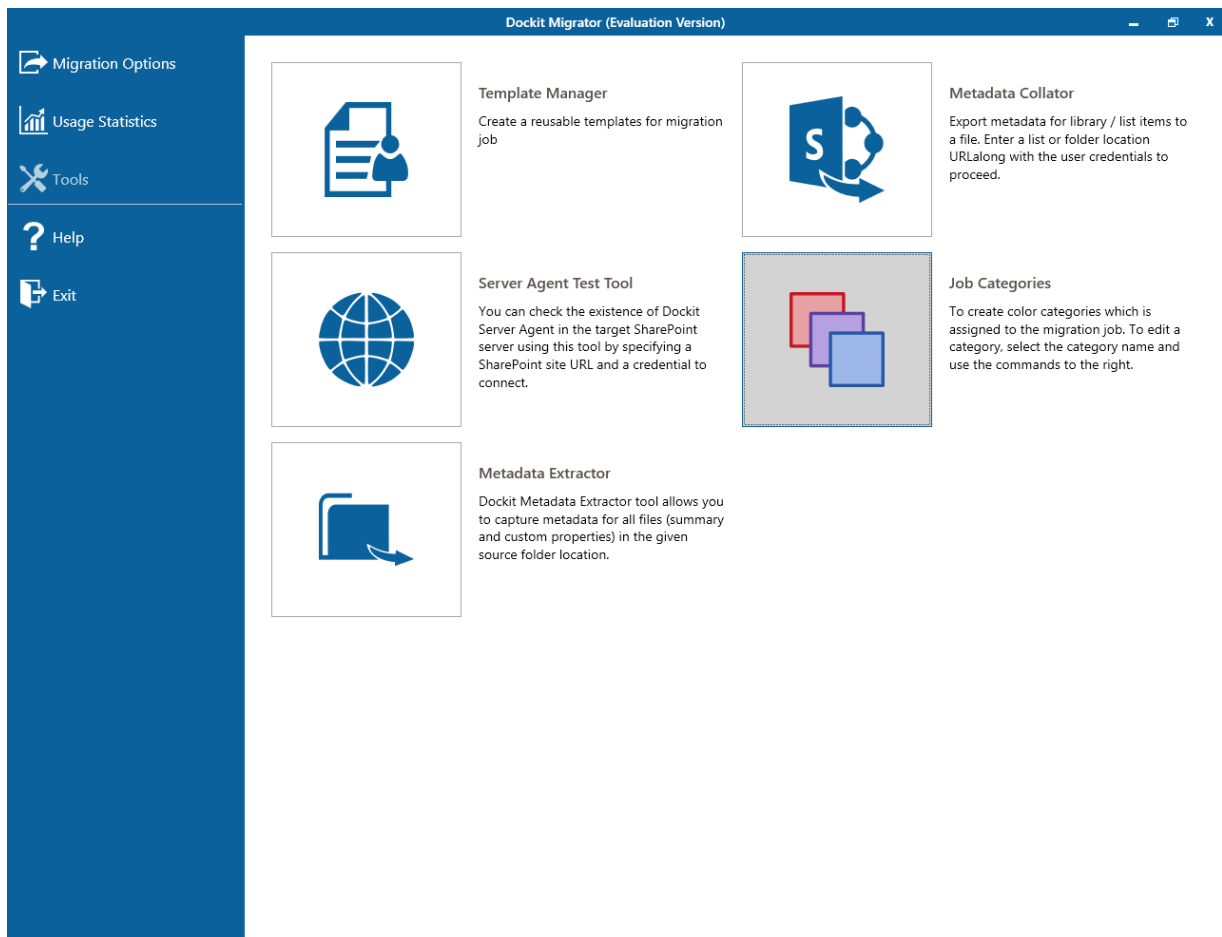 Dockit Migrator (Evaluation Version)
X
Migration Options
Usage Statistics
Tools
Help
Exit
Template Manager
Create a reusable templates for migration
job
Metadata Collator
Export metadata for library / list items to
a file. Enter a list or folder location
URLalong with the user credentials to
proceed.
S
Server Agent Test Tool
You can check the existence of Dockit
Server Agent in the target SharePoint
server using this tool by specifying a
SharePoint site URL and a credential to
connect.
Job Categories
To create color categories which is
assigned to the migration job. To edit a
category, select the category name and
use the commands to the right.
Metadata Extractor
Dockit Metadata Extractor tool allows you
to capture metadata for all files (summary
and custom properties) in the given
source folder location.